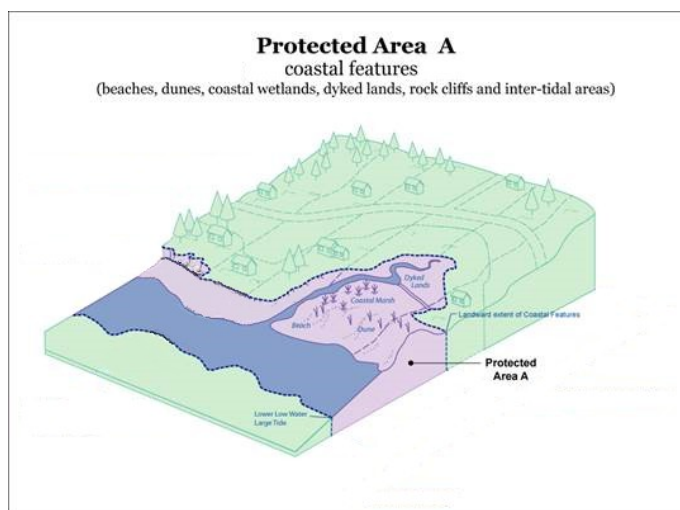 Protected Area A
coastal features
(beaches, dunes, coastal wetlands, dyked lands, rock cliffs and inter-tidal areas)
Dyked
Lands
Coastal Marsh
Beach
Dune
Landward extent of Coastal Features
Protected
Area A
Lower Low Water
Large Tide